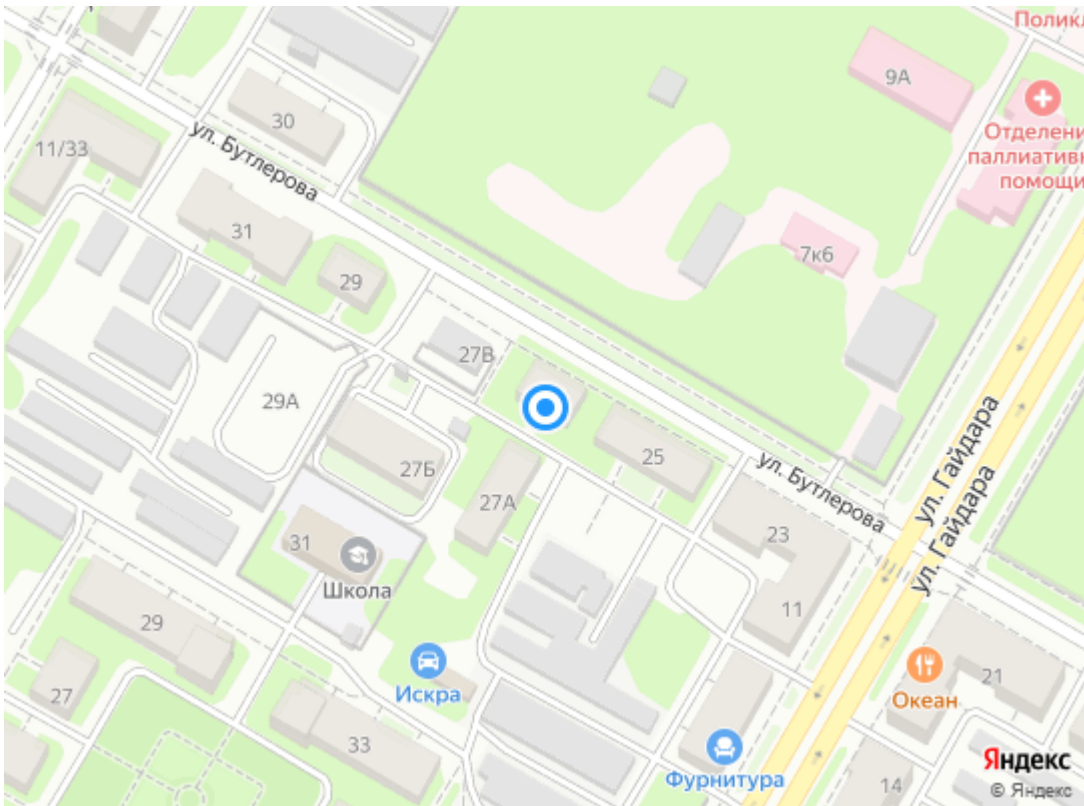 Отделени
паллиативн
помощи
9А
30
11/33
ул. Бутлерова
31
7к6
29
27В
29А
ул. Гайдара
ул. Гайдара
25
27Б
ул. Бутлерова
27А
23
31
Школа
11
29
Искра
21
Океан
27
33
Фурнитура
14
Яндекс
© Яндекс